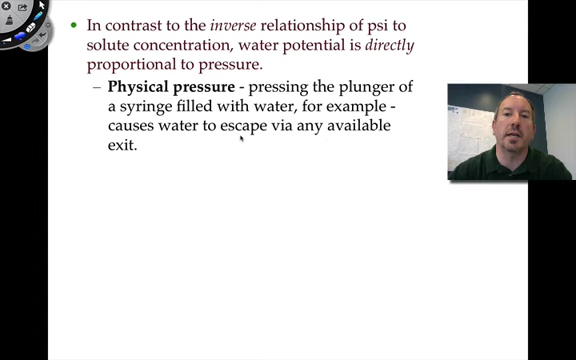 In contrast to the inverse relationship of psi to
solute concentration, water potential is directly
proportional to pressure.
– Physical pressure - pressing the plunger of
a syringe filled with water, for example -
causes water to escape via any available
exit.